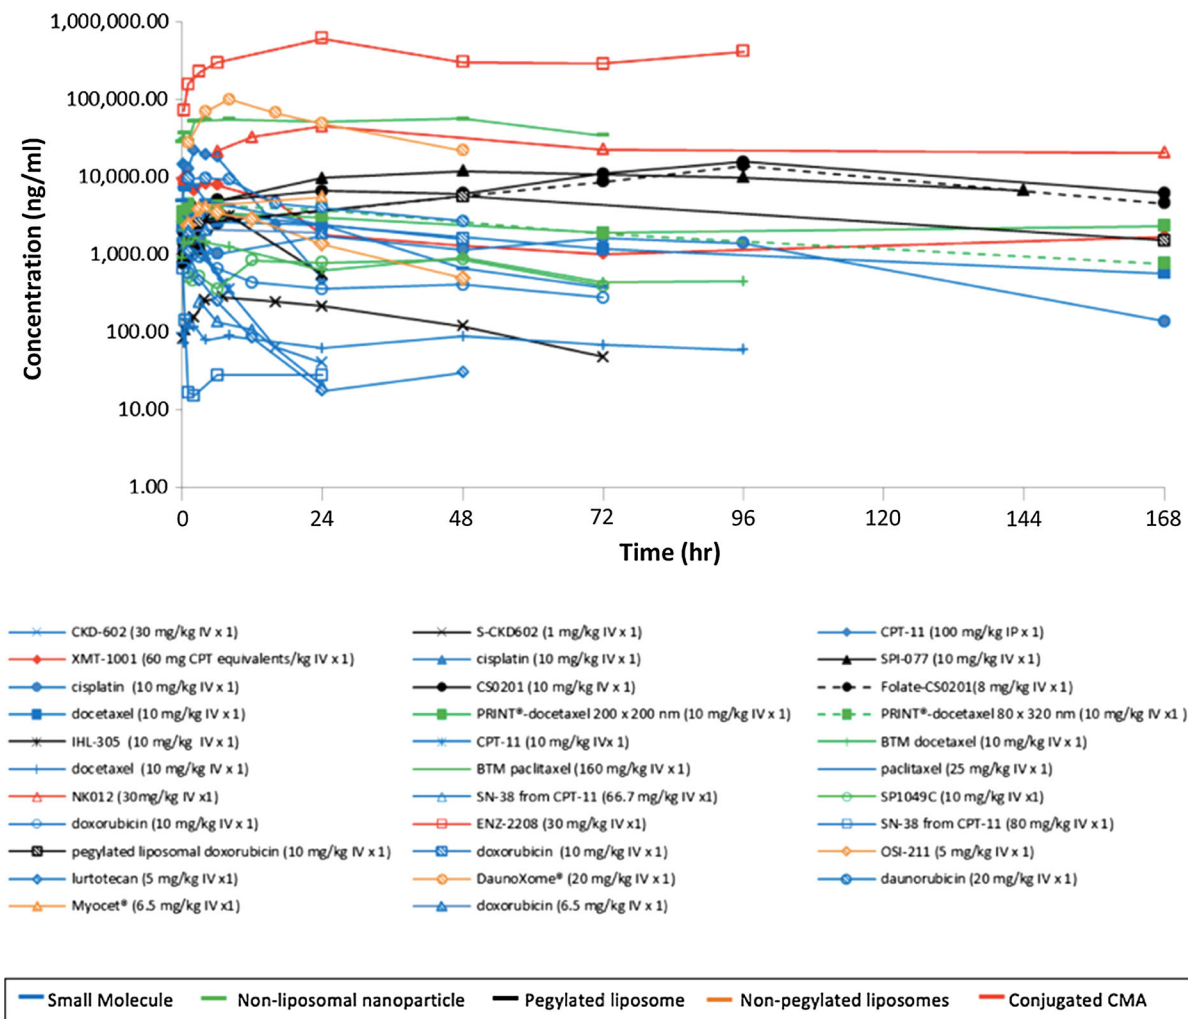 1,000,000.00
100,000.00
10,000.00
1,000.00
100.00
10.00
1.00
Concentration (ng/ml)
0 24 48 72 96 120 144 168
Time (hr)
CKD-602 (30 mg/kg IV x 1) S-CKD602 (1 mg/kg IV x 1) CPT-11 (100 mg/kg IP x 1)
XMT-1001 (60 mg CPT equivalents/kg IV x 1) cisplatin (10 mg/kg IV x 1) SPI-077 (10 mg/kg IV x 1)
cisplatin (10 mg/kg IV x 1) CS0201 (10 mg/kg IV x 1) Folate-CS0201(8 mg/kg IV x 1)
docetaxel (10 mg/kg IV x 1) PRINT®-docetaxel 200 x 200 nm (10 mg/kg IV x 1) PRINT®-docetaxel 80 x 320 nm (10 mg/kg IV x1 )
IHL-305 (10 mg/kg IV x 1) CPT-11 (10 mg/kg IVx 1) BTM docetaxel (10 mg/kg IV x 1)
docetaxel (10 mg/kg IV x 1) BTM paclitaxel (160 mg/kg IV x 1) paclitaxel (25 mg/kg IV x 1)
NK012 (30mg/kg IV x1) SN-38 from CPT-11 (66.7 mg/kg IV x1) SP1049C (10 mg/kg IV x1)
doxorubicin (10 mg/kg IV x 1) ENZ-2208 (30 mg/kg IV x1) SN-38 from CPT-11 (80 mg/kg IV x 1)
pegylated liposomal doxorubicin (10 mg/kg IV x 1) doxorubicin (10 mg/kg IV x 1) OSI-211 (5 mg/kg IV x 1)
lurtotecan (5 mg/kg IV x1) DaunoXome® (20 mg/kg IV x 1) daunorubicin (20 mg/kg IV x 1)
Myocet® (6.5 mg/kg IV x1) doxorubicin (6.5 mg/kg IV x 1)
Small Molecule Non-liposomal nanoparticle Pegylated liposome Non-pegylated liposomes Conjugated CMA